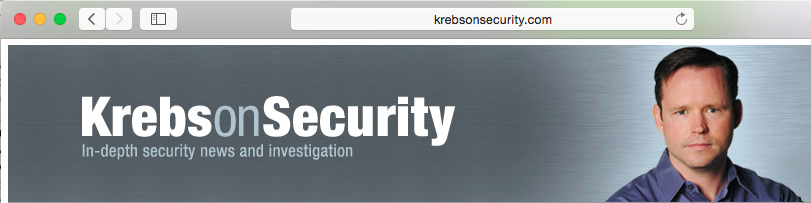 krebsonsecurity.com
KrebsonSecurity
In-depth security news and investigation